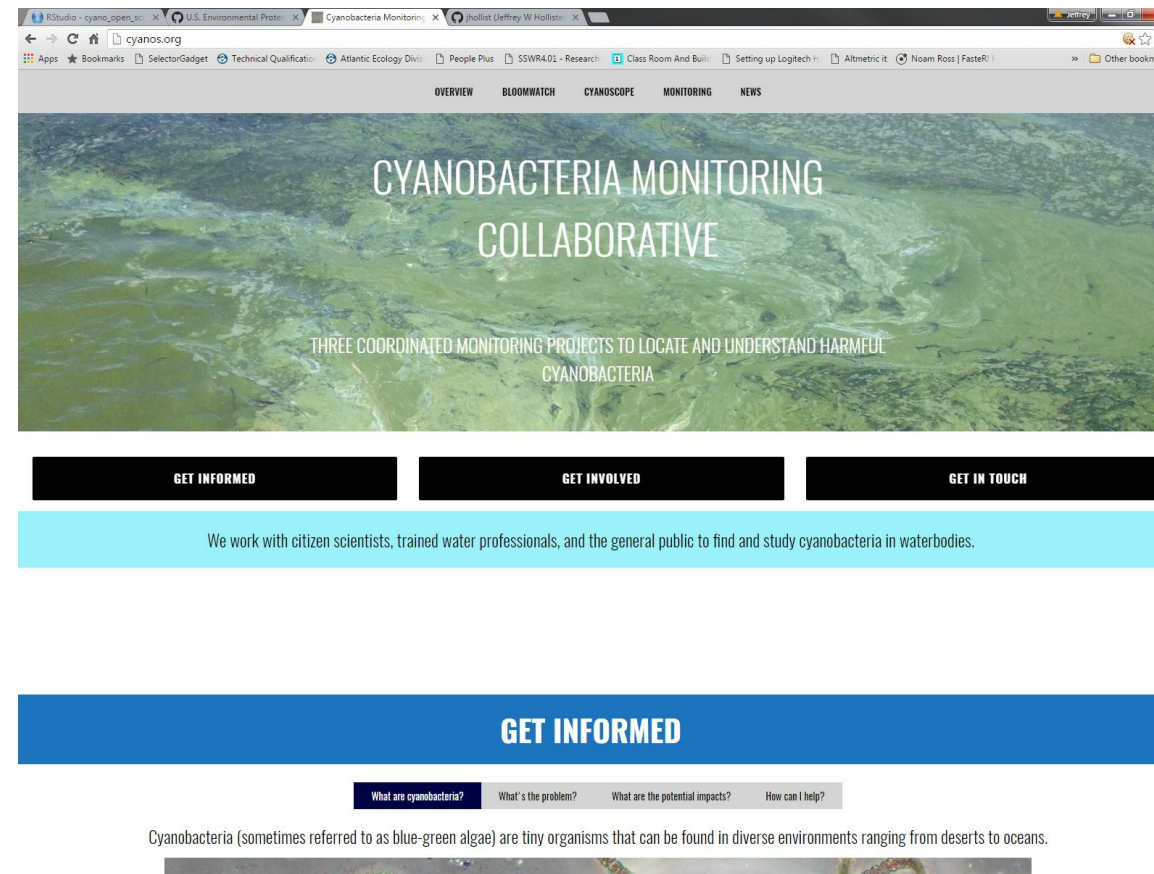 RStudio - cyano_open_sci
U.S. Environmental Protec
Cyanobacteria Monitoring
jhollist (Jeffrey W Hollister
Jeffrey
cyanos.org
Apps
Bookmarks
SelectorGadget
Technical Qualificatio
Atlantic Ecology Divis
People Plus
SSWR4.01 - Research
Class Room And Build
Setting up Logitech H
Altmetric it
Noam Ross | FasteR!
»
Other bookm
OVERVIEW BLOOMWATCH CYANOSCOPE MONITORING NEWS
CYANOBACTERIA MONITORING
COLLABORATIVE
THREE COORDINATED MONITORING PROJECTS TO LOCATE AND UNDERSTAND HARMFUL
CYANOBACTERIA
GET INFORMED
GET INVOLVED
GET IN TOUCH
We work with citizen scientists, trained water professionals, and the general public to find and study cyanobacteria in waterbodies.
GET INFORMED
What are cyanobacteria? What's the problem? What are the potential impacts? How can I help?
Cyanobacteria (sometimes referred to as blue-green algae) are tiny organisms that can be found in diverse environments ranging from deserts to oceans.